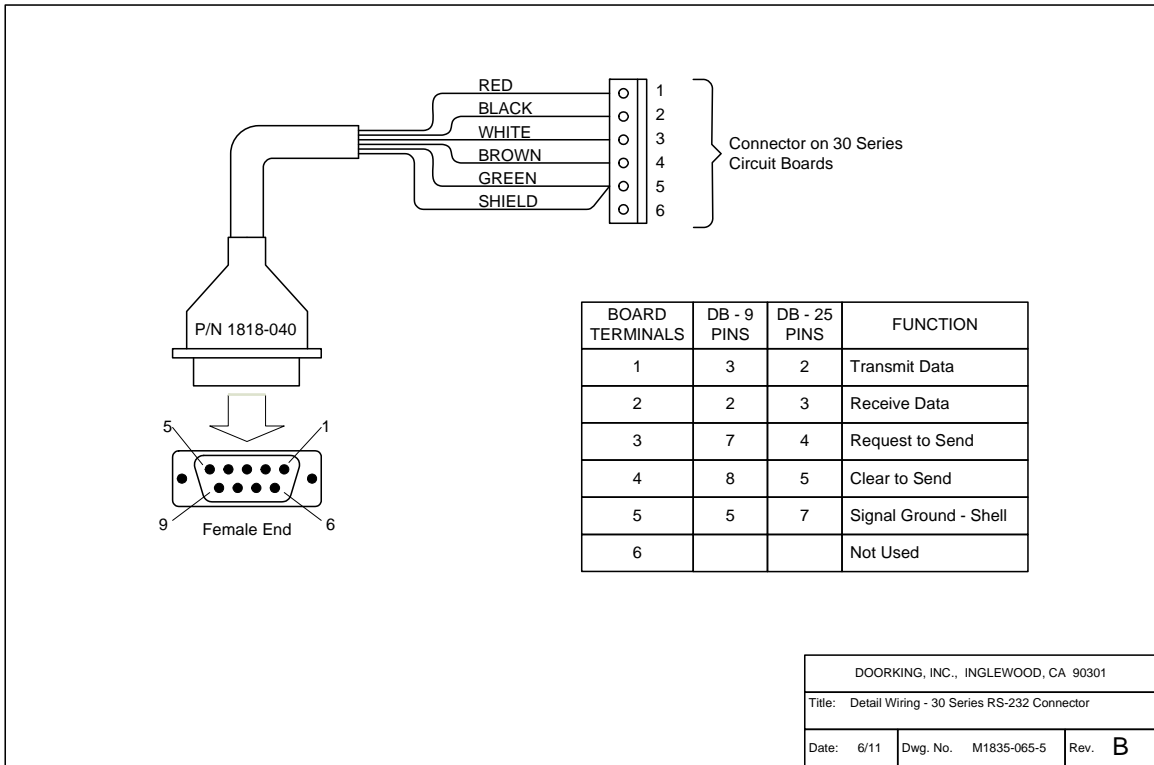 RED
BLACK
WHITE
BROWN
GREEN
SHIELD
1
2
3
4
5
6
Connector on 30 Series
Circuit Boards
P/N 1818-040
5
1
9
6
Female End
BOARD TERMINALS DB - 9 PINS DB - 25 PINS FUNCTION
1 3 2 Transmit Data
2 2 3 Receive Data
3 7 4 Request to Send
4 8 5 Clear to Send
5 5 7 Signal Ground - Shell
6 Not Used
DOORKING, INC., INGLEWOOD, CA 90301
Title: Detail Wiring - 30 Series RS-232 Connector
Date: 6/11 Dwg. No. M1835-065-5 Rev. B